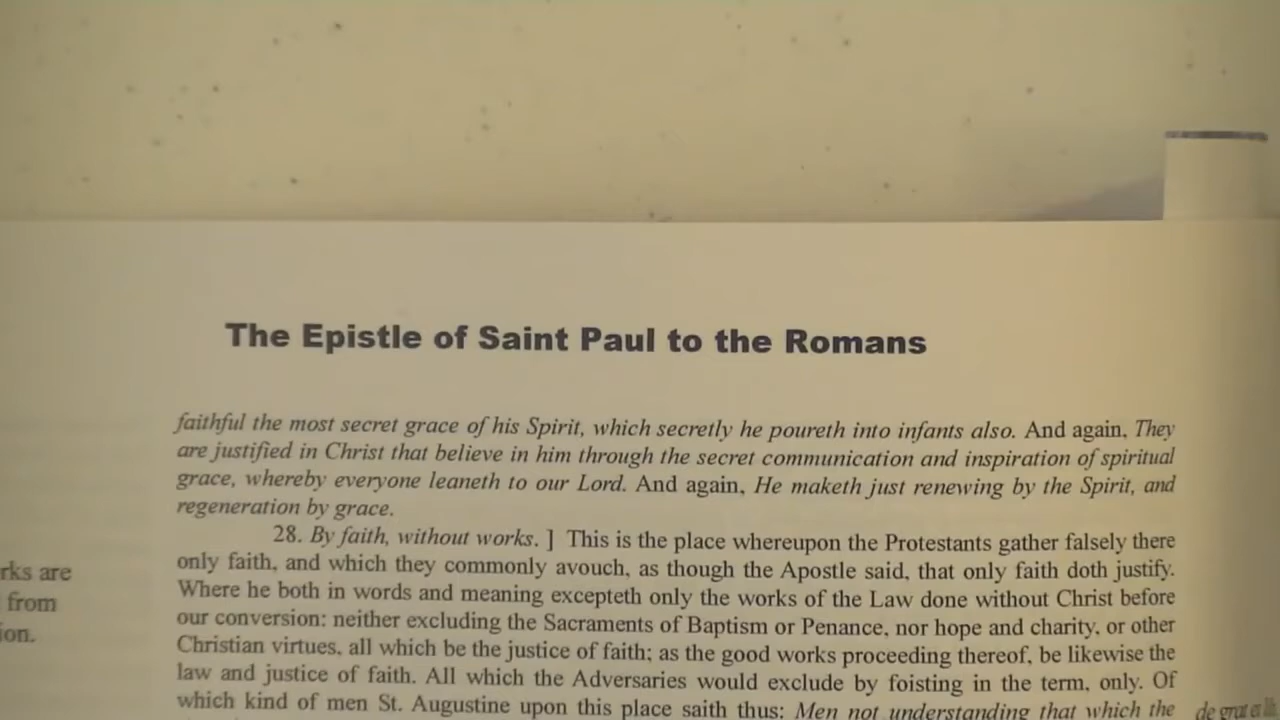 The Epistle of Saint Paul to the Romans
faithful the most secret grace of his Spirit, which secretly he poureth into infants also. And again, They
are justified in Christ that believe in him through the secret communication and inspiration of spiritual
grace, whereby everyone leaneth to our Lord. And again, He maketh just renewing by the Spirit, and
regeneration by grace.
28. By faith, without works. ] This is the place whereupon the Protestants gather falsely there
only faith, and which they commonly avouch, as though the Apostle said, that only faith doth justify.
Where he both in words and meaning excepteth only the works of the Law done without Christ before
our conversion: neither excluding the Sacraments of Baptism or Penance, nor hope and charity, or other
Christian virtues, all which be the justice of faith; as the good works proceeding thereof, be likewise the
law and justice of faith. All which the Adversaries would exclude by foisting in the term, only. Of
which kind of men St. Augustine upon this place saith thus: Men not understanding that which the
rks are
from
ion.